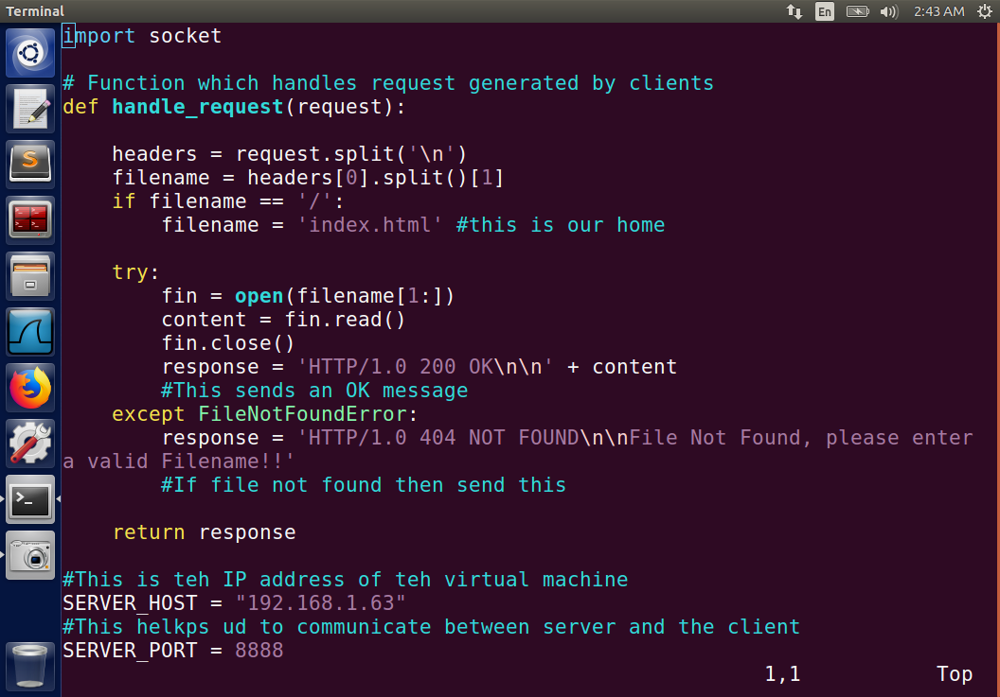 Terminal
En
2:43 AM
import socket
# Function which handles request generated by clients
def handle_request(request):
    headers = request.split('\n')
    filename = headers[0].split()[1]
    if filename == '/':
        filename = 'index.html' #this is our home
    try:
        fin = open(filename[1:])
        content = fin.read()
        fin.close()
        response = 'HTTP/1.0 200 OK\n\n' + content
        #This sends an OK message
    except FileNotFoundError:
        response = 'HTTP/1.0 404 NOT FOUND\n\nFile Not Found, please enter
a valid Filename!!'
        #If file not found then send this
    return response
#This is teh IP address of teh virtual machine
SERVER_HOST = "192.168.1.63"
#This helkps ud to communicate between server and the client
SERVER_PORT = 8888
1,1 Top